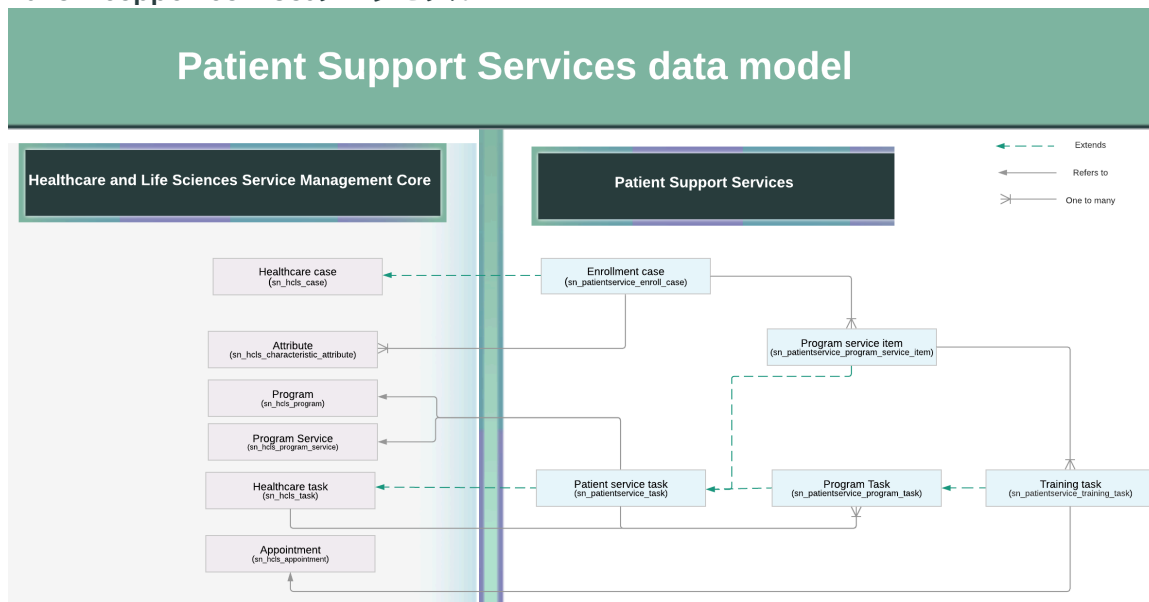 Patient Support Services data model
Healthcare and Life Sciences Service Management Core
Patient Support Services
Extends
Refers to
One to many
Healthcare case
(sn_hcls_case)
Enrollment case
(sn_patientservice_enroll_case)
Attribute
(sn_hcls_characteristic_attribute)
Program service item
(sn_patientservice_program_service_item)
Program
(sn_hcls_program)
Program Service
(sn_hcls_program_service)
Healthcare task
(sn_hcls_task)
Patient service task
(sn_patientservice_task)
Program Task
(sn_patientservice_program_task)
Training task
(sn_patientservice_training_task)
Appointment
(sn_hcls_appointment)